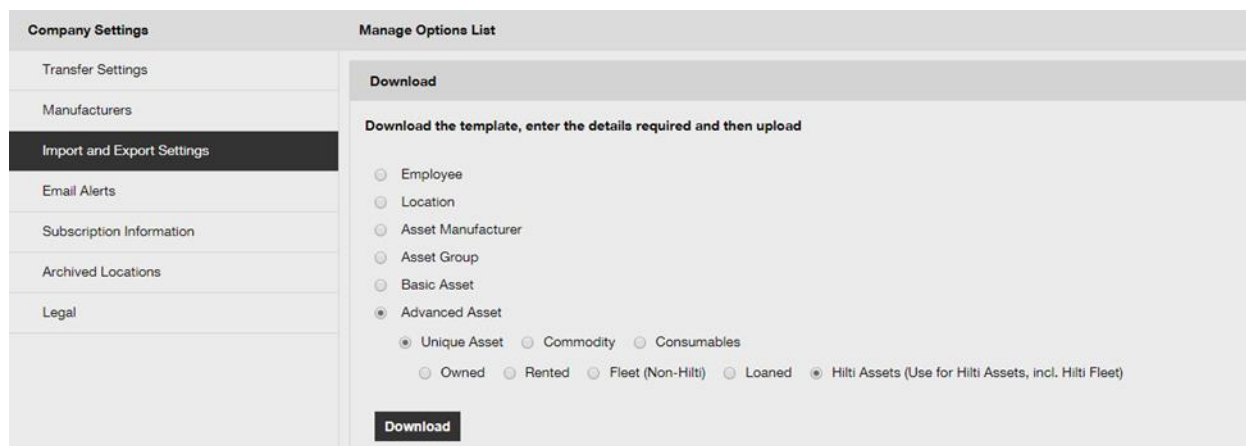 Company Settings
Manage Options List
Transfer Settings
Manufacturers
Import and Export Settings
Email Alerts
Subscription Information
Archived Locations
Legal
Download
Download the template, enter the details required and then upload
Employee
Location
Asset Manufacturer
Asset Group
Basic Asset
Advanced Asset
Unique Asset Commodity Consumables
Owned Rented Fleet (Non-Hilti) Loaned Hilti Assets (Use for Hilti Assets, incl. Hilti Fleet)
Download